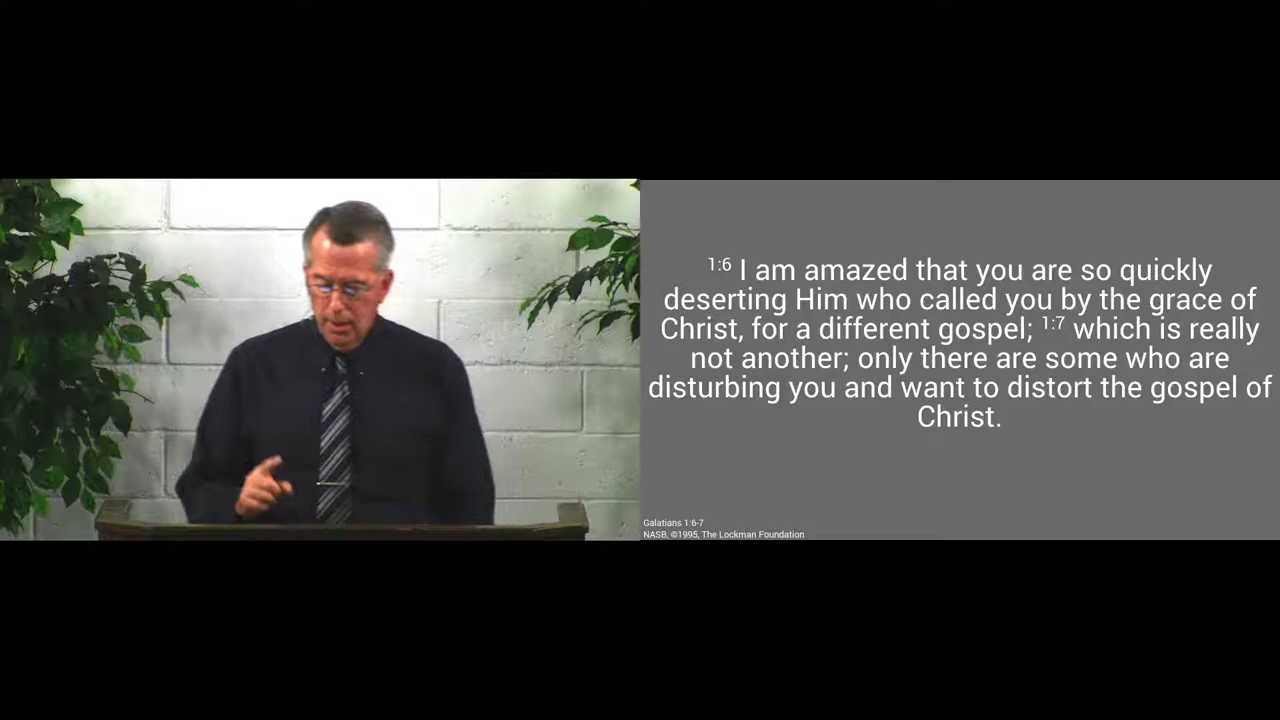 1:6 I am amazed that you are so quickly
deserting Him who called you by the grace of
Christ, for a different gospel; 1:7 which is really
not another; only there are some who are
disturbing you and want to distort the gospel of
Christ.
Galatians 1:6-7
NASB, ©1995, The Lockman Foundation